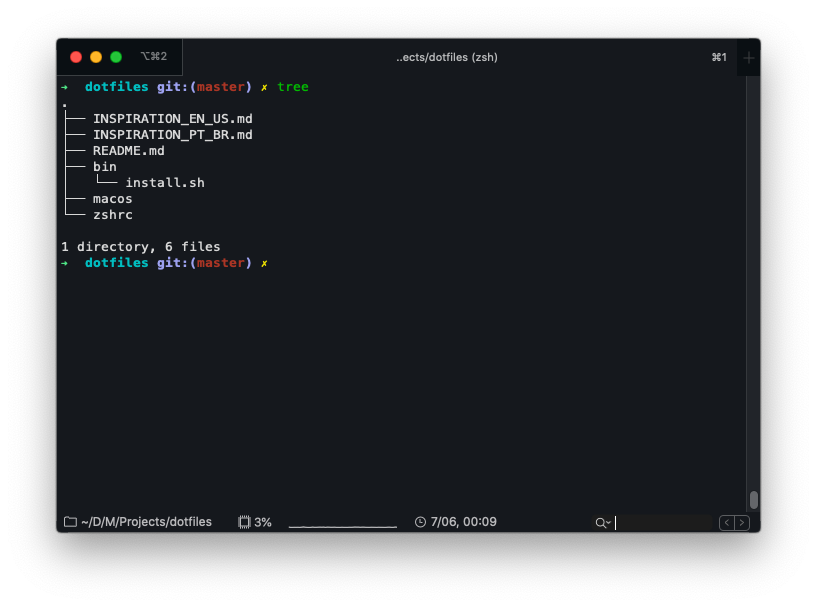 ⌥⌘2 ..ects/dotfiles (zsh) ⌘1 +
➜ dotfiles git:(master) ✗ tree
.
├── INSPIRATION_EN_US.md
├── INSPIRATION_PT_BR.md
├── README.md
├── bin
│   └── install.sh
├── macos
└── zshrc
1 directory, 6 files
➜ dotfiles git:(master) ✗
~/D/M/Projects/dotfiles 3% 7/06, 00:09